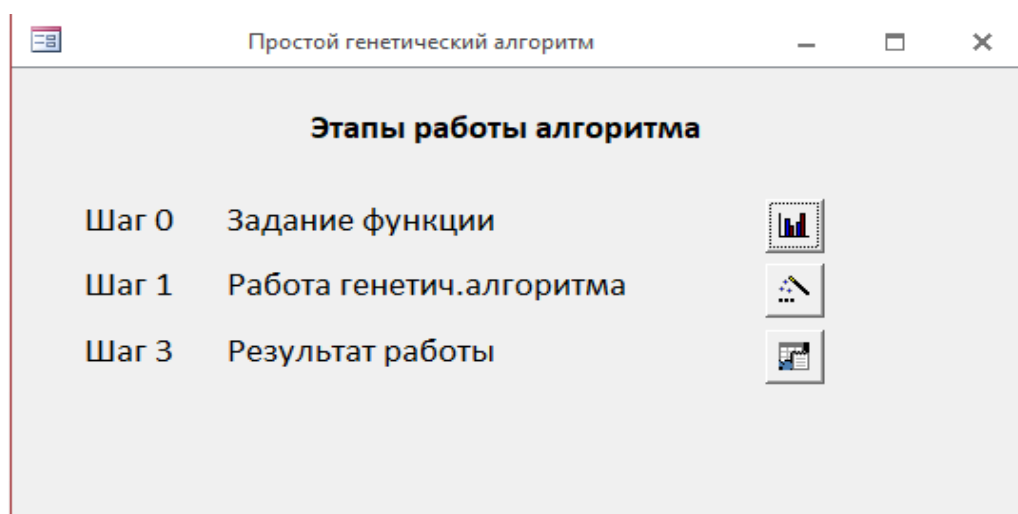 Простой генетический алгоритм
Этапы работы алгоритма
Шаг 0 Задание функции
Шаг 1 Работа генетич.алгоритма
Шаг 3 Результат работы